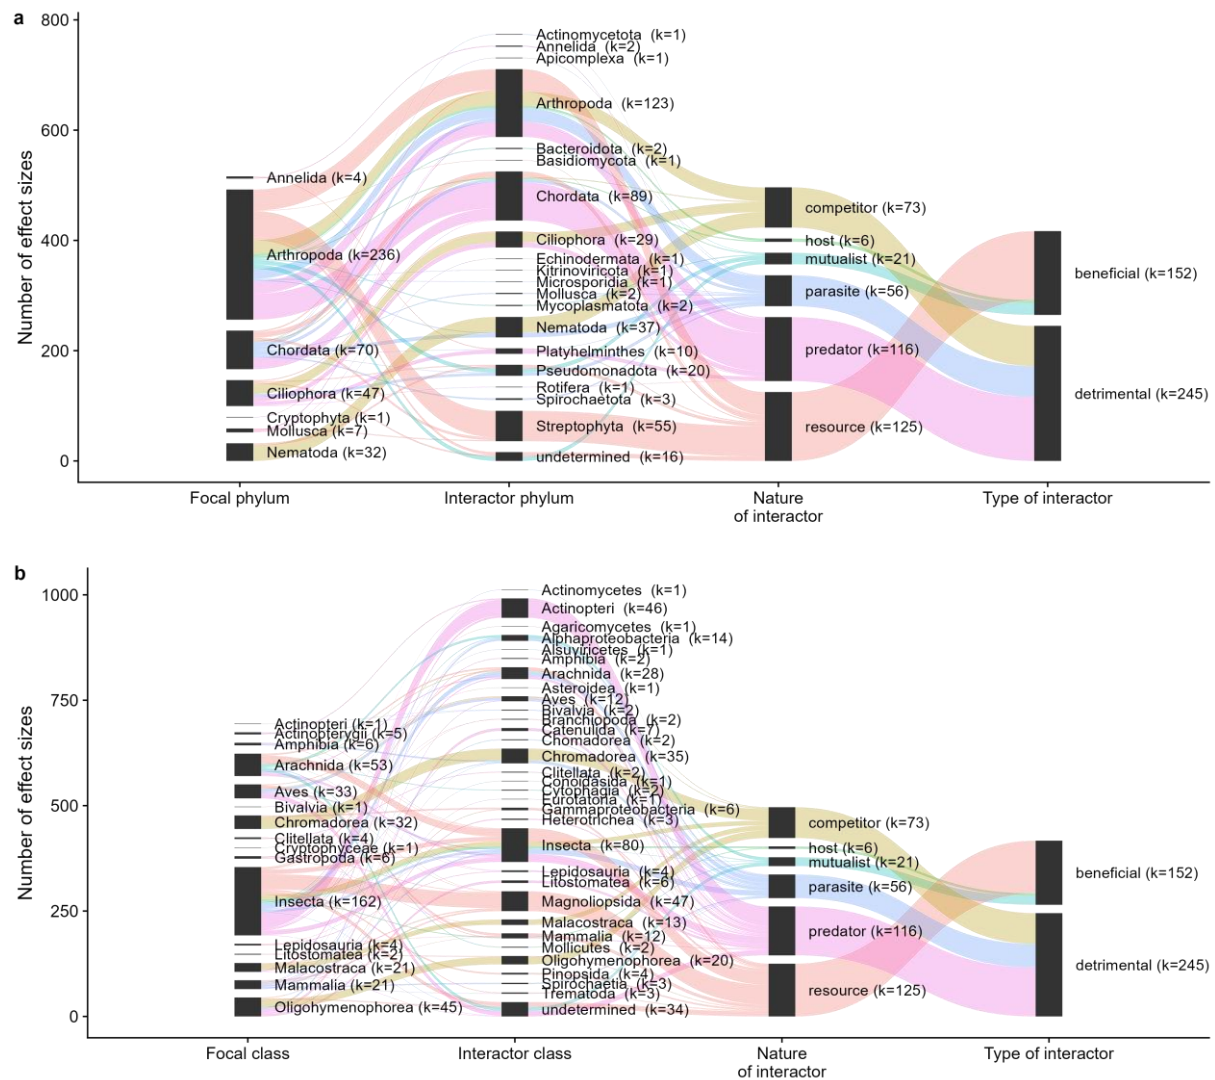 a
800
600
400
200
0
Number of effect sizes
Annelida (k=4)
Arthropoda (k=236)
Chordata (k=70)
Ciliophora (k=47)
Cryptophyta (k=1)
Mollusca (k=7)
Nematoda (k=32)
Actinomycetota (k=1)
Annelida (k=2)
Apicomplexa (k=1)
Arthropoda (k=123)
Bacteroidota (k=2)
Basidiomycota (k=1)
Chordata (k=89)
Ciliophora (k=29)
Echinodermata (k=1)
Kitrinoviricota (k=1)
Microsporidia (k=1)
Mollusca (k=2)
Mycoplasmatota (k=2)
Nematoda (k=37)
Platyhelminthes (k=10)
Pseudomonadota (k=20)
Rotifera (k=1)
Spirochaetota (k=3)
Streptophyta (k=55)
undetermined (k=16)
competitor (k=73)
host (k=6)
mutualist (k=21)
parasite (k=56)
predator (k=116)
resource (k=125)
beneficial (k=152)
detrimental (k=245)
Focal phylum
Interactor phylum
Nature
of interactor
Type of interactor
b
1000
750
500
250
0
Number of effect sizes
Actinopteri (k=1)
Actinopterygii (k=5)
Amphibia (k=6)
Arachnida (k=53)
Aves (k=33)
Bivalvia (k=1)
Chromadorea (k=32)
Clitellata (k=4)
Cryptophyceae (k=1)
Gastropoda (k=6)
Insecta (k=162)
Lepidosauria (k=4)
Litostomatea (k=2)
Malacostraca (k=21)
Mammalia (k=21)
Oligohymenophorea (k=45)
Actinomycetes (k=1)
Actinopteri (k=46)
Agaricomycetes (k=1)
Alphaproteobacteria (k=14)
Alsuviricetes (k=1)
Amphibia (k=2)
Arachnida (k=28)
Asteroidea (k=1)
Aves (k=12)
Bivalvia (k=2)
Branchiopoda (k=2)
Catenulida (k=7)
Chomadorea (k=2)
Chromadorea (k=35)
Clitellata (k=2)
Conoidasida (k=1)
Cytophagia (k=2)
Eurotatoria (k=1)
Gammaproteobacteria (k=6)
Heterotrichea (k=3)
Insecta (k=80)
Lepidosauria (k=4)
Litostomatea (k=6)
Magnoliopsida (k=47)
Malacostraca (k=13)
Mammalia (k=12)
Mollicutes (k=2)
Oligohymenophorea (k=20)
Pinopsida (k=4)
Spirochaetia (k=3)
Trematoda (k=3)
undetermined (k=34)
competitor (k=73)
host (k=6)
mutualist (k=21)
parasite (k=56)
predator (k=116)
resource (k=125)
beneficial (k=152)
detrimental (k=245)
Focal class
Interactor class
Nature
of interactor
Type of interactor